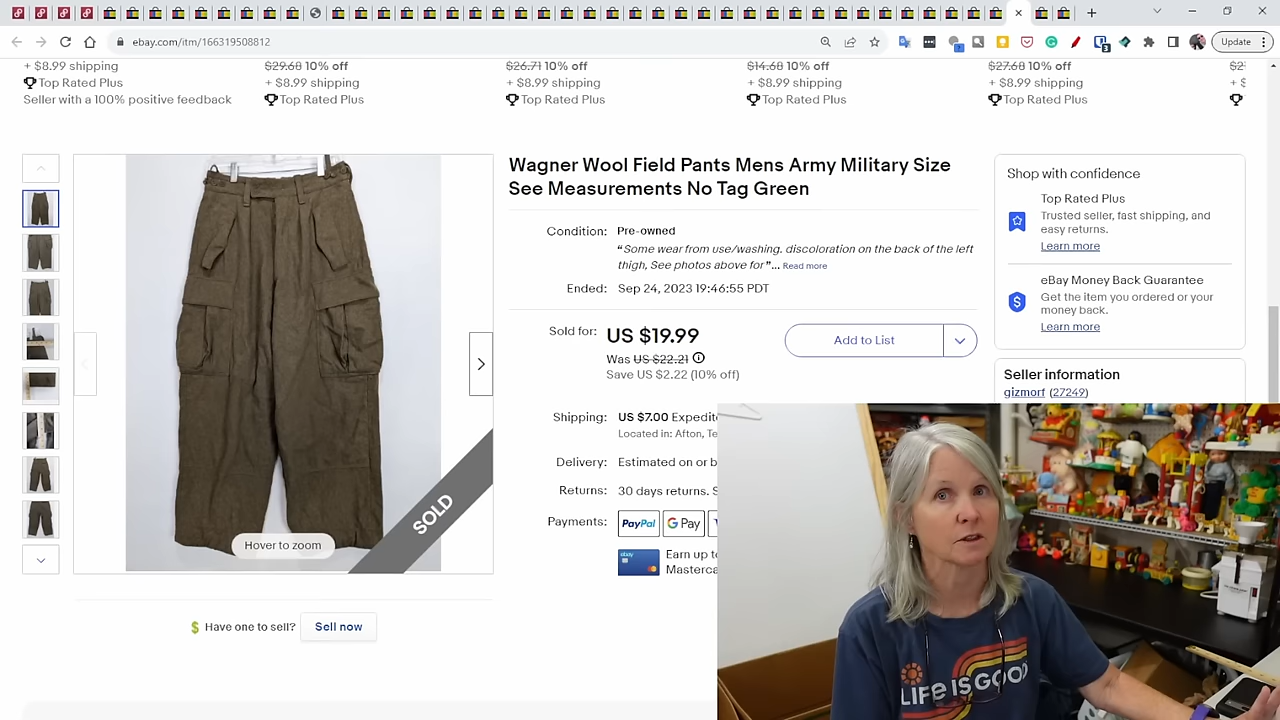 Update
ebay.com/itm/166319508812
+ $8.99 shipping
Top Rated Plus
Seller with a 100% positive feedback
$29.68 10% off
+ $8.99 shipping
Top Rated Plus
$26.71 10% off
+ $8.99 shipping
Top Rated Plus
$14.68 10% off
+ $8.99 shipping
Top Rated Plus
$27.68 10% off
+ $8.99 shipping
Top Rated Plus
SOLD
Hover to zoom
Have one to sell? Sell now
Wagner Wool Field Pants Mens Army Military Size
See Measurements No Tag Green
Condition: Pre-owned
“Some wear from use/washing. discoloration on the back of the left
thigh, See photos above for”... Read more
Ended: Sep 24, 2023 19:46:55 PDT
Sold for: US $19.99
Was US $22.21
Save US $2.22 (10% off)
Add to List
Shipping: US $7.00 Expedit
Located in: Afton, Te
Delivery: Estimated on or b
Returns: 30 days returns. S
Payments: PayPal G Pay V
ebay Earn up to
Masterca
Shop with confidence
Top Rated Plus
Trusted seller, fast shipping, and
easy returns.
Learn more
eBay Money Back Guarantee
Get the item you ordered or your
money back.
Learn more
Seller information
gizmorf (27249)
LIFE IS GOOD